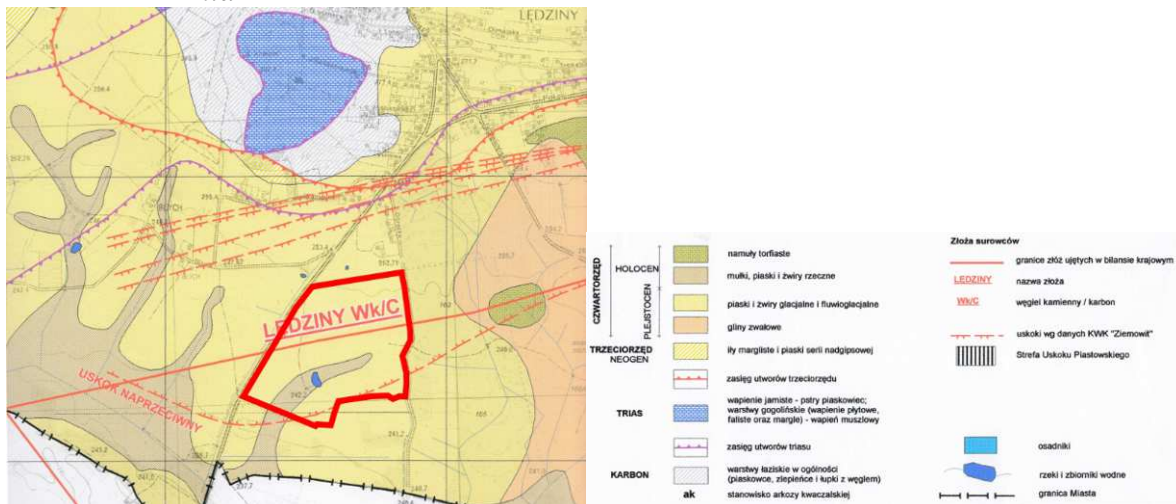 LĘDZINY
LĘDZINY Wk/C
USKOK NAPRZECIWNY
CZWARTORZĘD
HOLOCEN
PLEJSTOCEN
namuły torfiaste
mułki, piaski i żwiry rzeczne
piaski i żwiry glacjalne i fluwioglacjalne
gliny zwałowe
TRZECIORZĘD
NEOGEN
iły margliste i piaski serii nadgipsowej
zasięg utworów trzeciorzędu
TRIAS
wapienie jamiste - pstry piaskowiec;
warstwy gogolińskie (wapienie płytowe,
faliste oraz margle) - wapień muszlowy
zasięg utworów triasu
KARBON
warstwy łaziskie w ogólności
(piaskowce, zlepieńce i łupki z węglem)
ak stanowisko arkozy kwaczalskiej
Złoża surowców
granice złóż ujętych w bilansie krajowym
LĘDZINY nazwa złoża
Wk/C węgiel kamienny / karbon
uskoki wg danych KWK "Ziemowit"
Strefa Uskoku Piastowskiego
osadniki
rzeki i zbiorniki wodne
granica Miasta